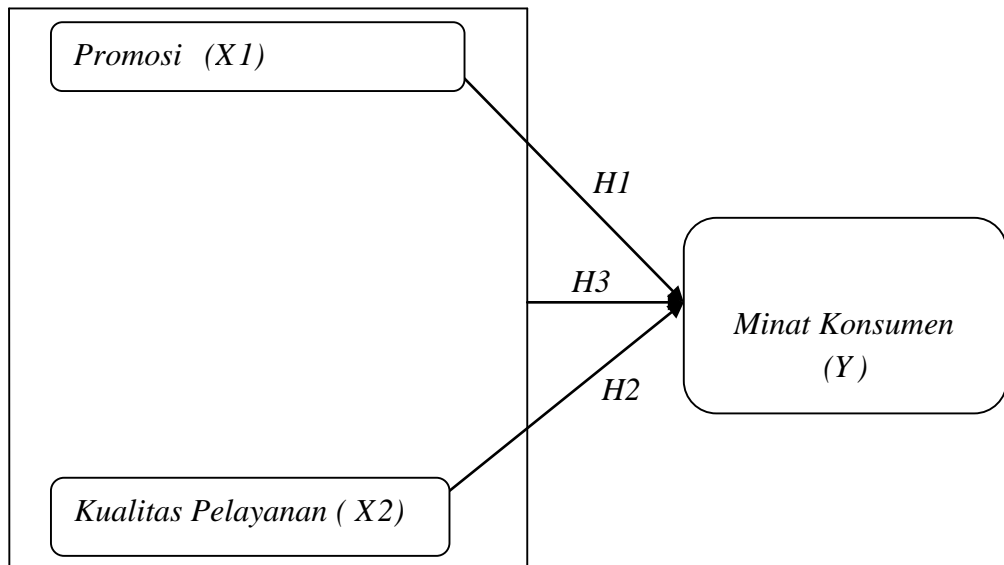 Promosi (X1)
H1
H3
Minat Konsumen
(Y)
H2
Kualitas Pelayanan ( X2)